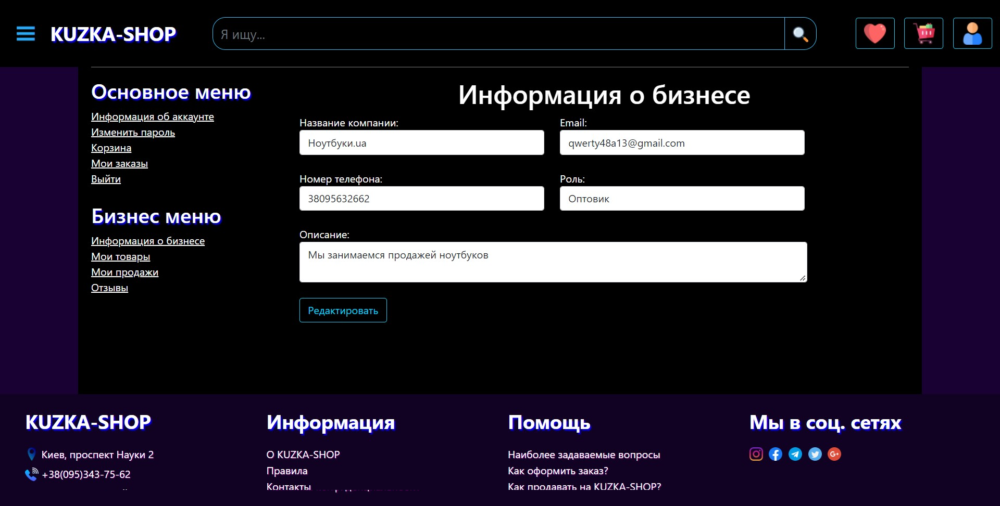 KUZKA-SHOP
Я ищу...
Основное меню
Информация об аккаунте
Изменить пароль
Корзина
Мои заказы
Выйти
Бизнес меню
Информация о бизнесе
Мои товары
Мои продажи
Отзывы
Информация о бизнесе
Название компании:
Ноутбуки.ua
Email:
qwerty48a13@gmail.com
Номер телефона:
38095632662
Роль:
Оптовик
Описание:
Мы занимаемся продажей ноутбуков
Редактировать
KUZKA-SHOP
Киев, проспект Науки 2
+38(095)343-75-62
Информация
О KUZKA-SHOP
Правила
Контакты
Помощь
Наиболее задаваемые вопросы
Как оформить заказ?
Как продавать на KUZKA-SHOP?
Мы в соц. сетях
G+